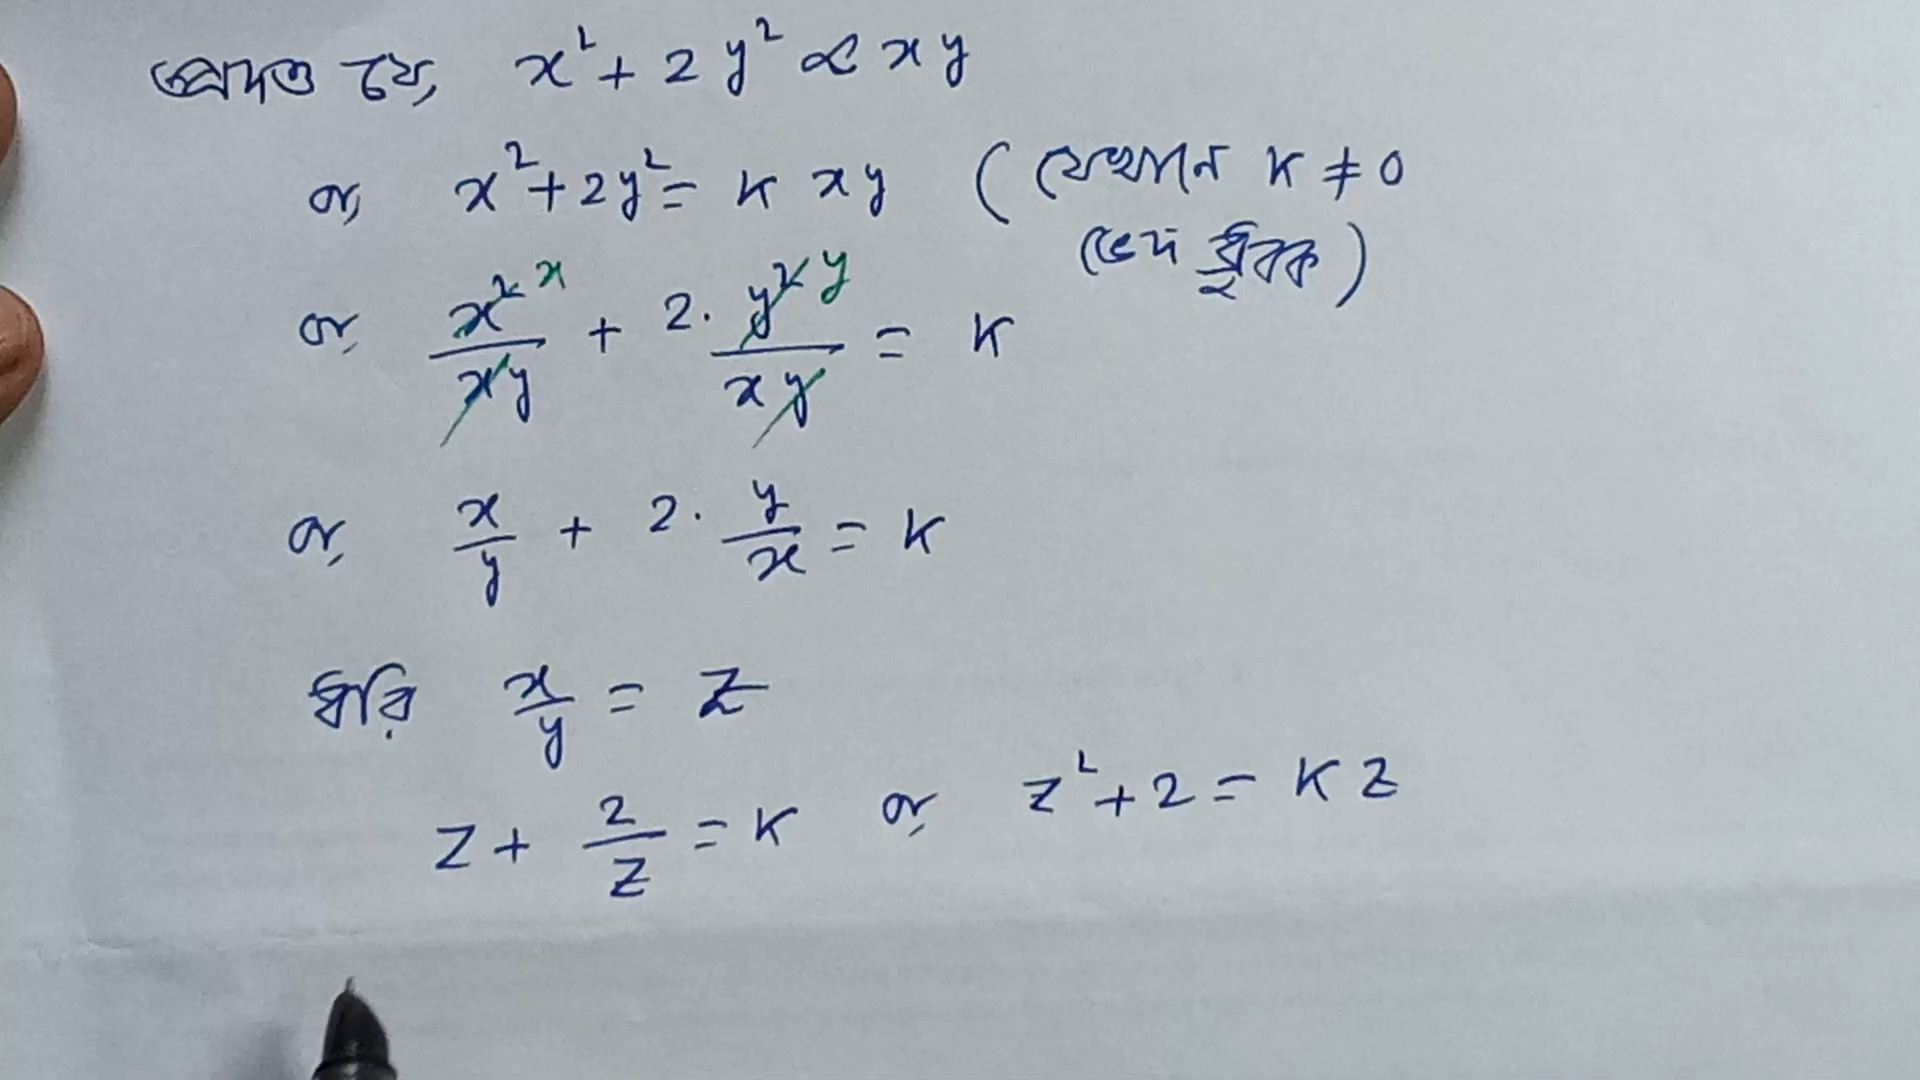 প্রদত্ত যে, x² + 2y² ∝ xy
or, x² + 2y² = K xy (যেখানে K ≠ 0
ভেদ ধ্রুবক)
or, x² x / xy + 2. y² y / xy = K
or, x/y + 2. y/x = K
ধরি x/y = Z
Z + 2/Z = K or, Z² + 2 = KZ